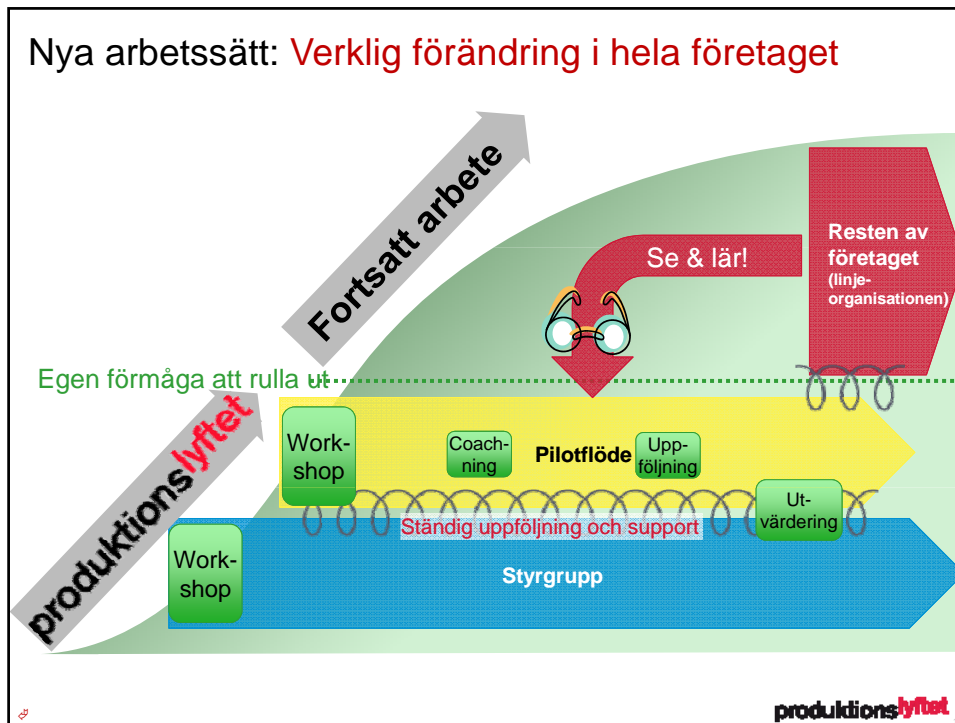 Nya arbetssätt: Verklig förändring i hela företaget
Fortsatt arbete
Se & lär!
Resten av
företaget
(linje-
organisationen)
Egen förmåga att rulla ut
produktionslyftet
Work-
shop
Coach-
ning
Pilotflöde
Upp-
följning
Ständig uppföljning och support
Ut-
värdering
Work-
shop
Styrgrupp
produktionslyftet